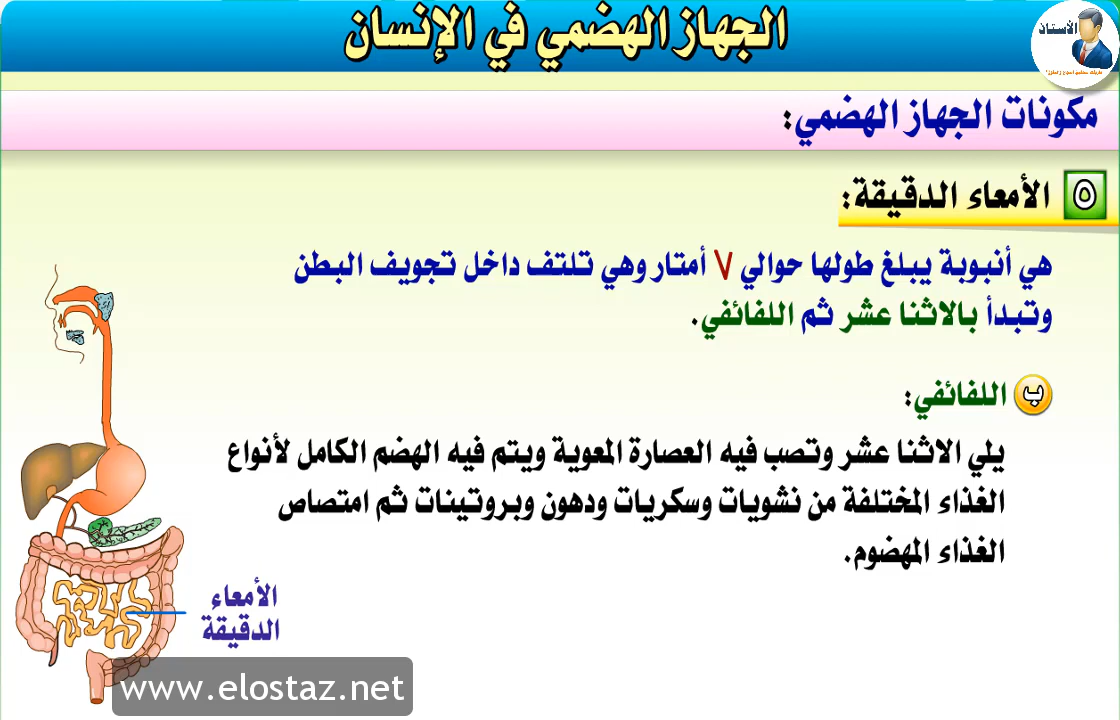 الجهاز الهضمي في الإنسان
الأستاذ
مكونات الجهاز الهضمي:
٥ الأمعاء الدقيقة:
هي أنبوبة يبلغ طولها حوالي ٧ أمتار وهي تلتف داخل تجويف البطن
وتبدأ بالاثنا عشر ثم اللفائفي.
ب اللفائفي:
يلي الاثنا عشر وتصب فيه العصارة المعوية ويتم فيه الهضم الكامل لأنواع
الغذاء المختلفة من نشويات وسكريات ودهون وبروتينات ثم امتصاص
الغذاء المهضوم.
الأمعاء
الدقيقة
www.elostaz.net